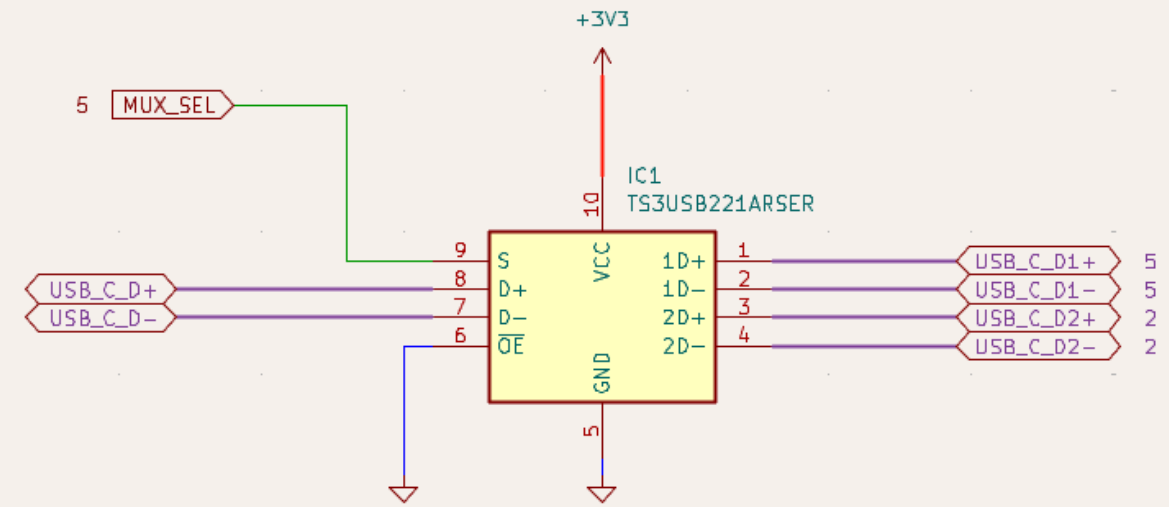 +3V3
5 MUX_SEL
IC1
TS3USB221ARSER
10
VCC
9 S 1D+ 1 USB_C_D1+ 5
USB_C_D+ 8 D+ 1D- 2 USB_C_D1- 5
USB_C_D- 7 D- 2D+ 3 USB_C_D2+ 2
6 OE 2D- 4 USB_C_D2- 2
GND
5